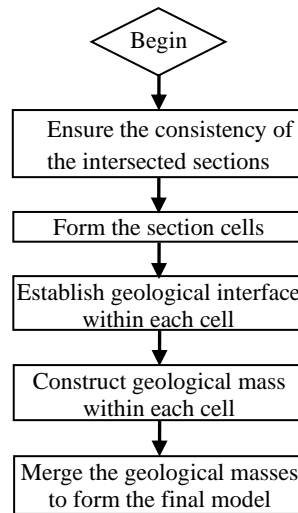 Begin
Ensure the consistency of
the intersected sections
Form the section cells
Establish geological interface
within each cell
Construct geological mass
within each cell
Merge the geological masses
to form the final model